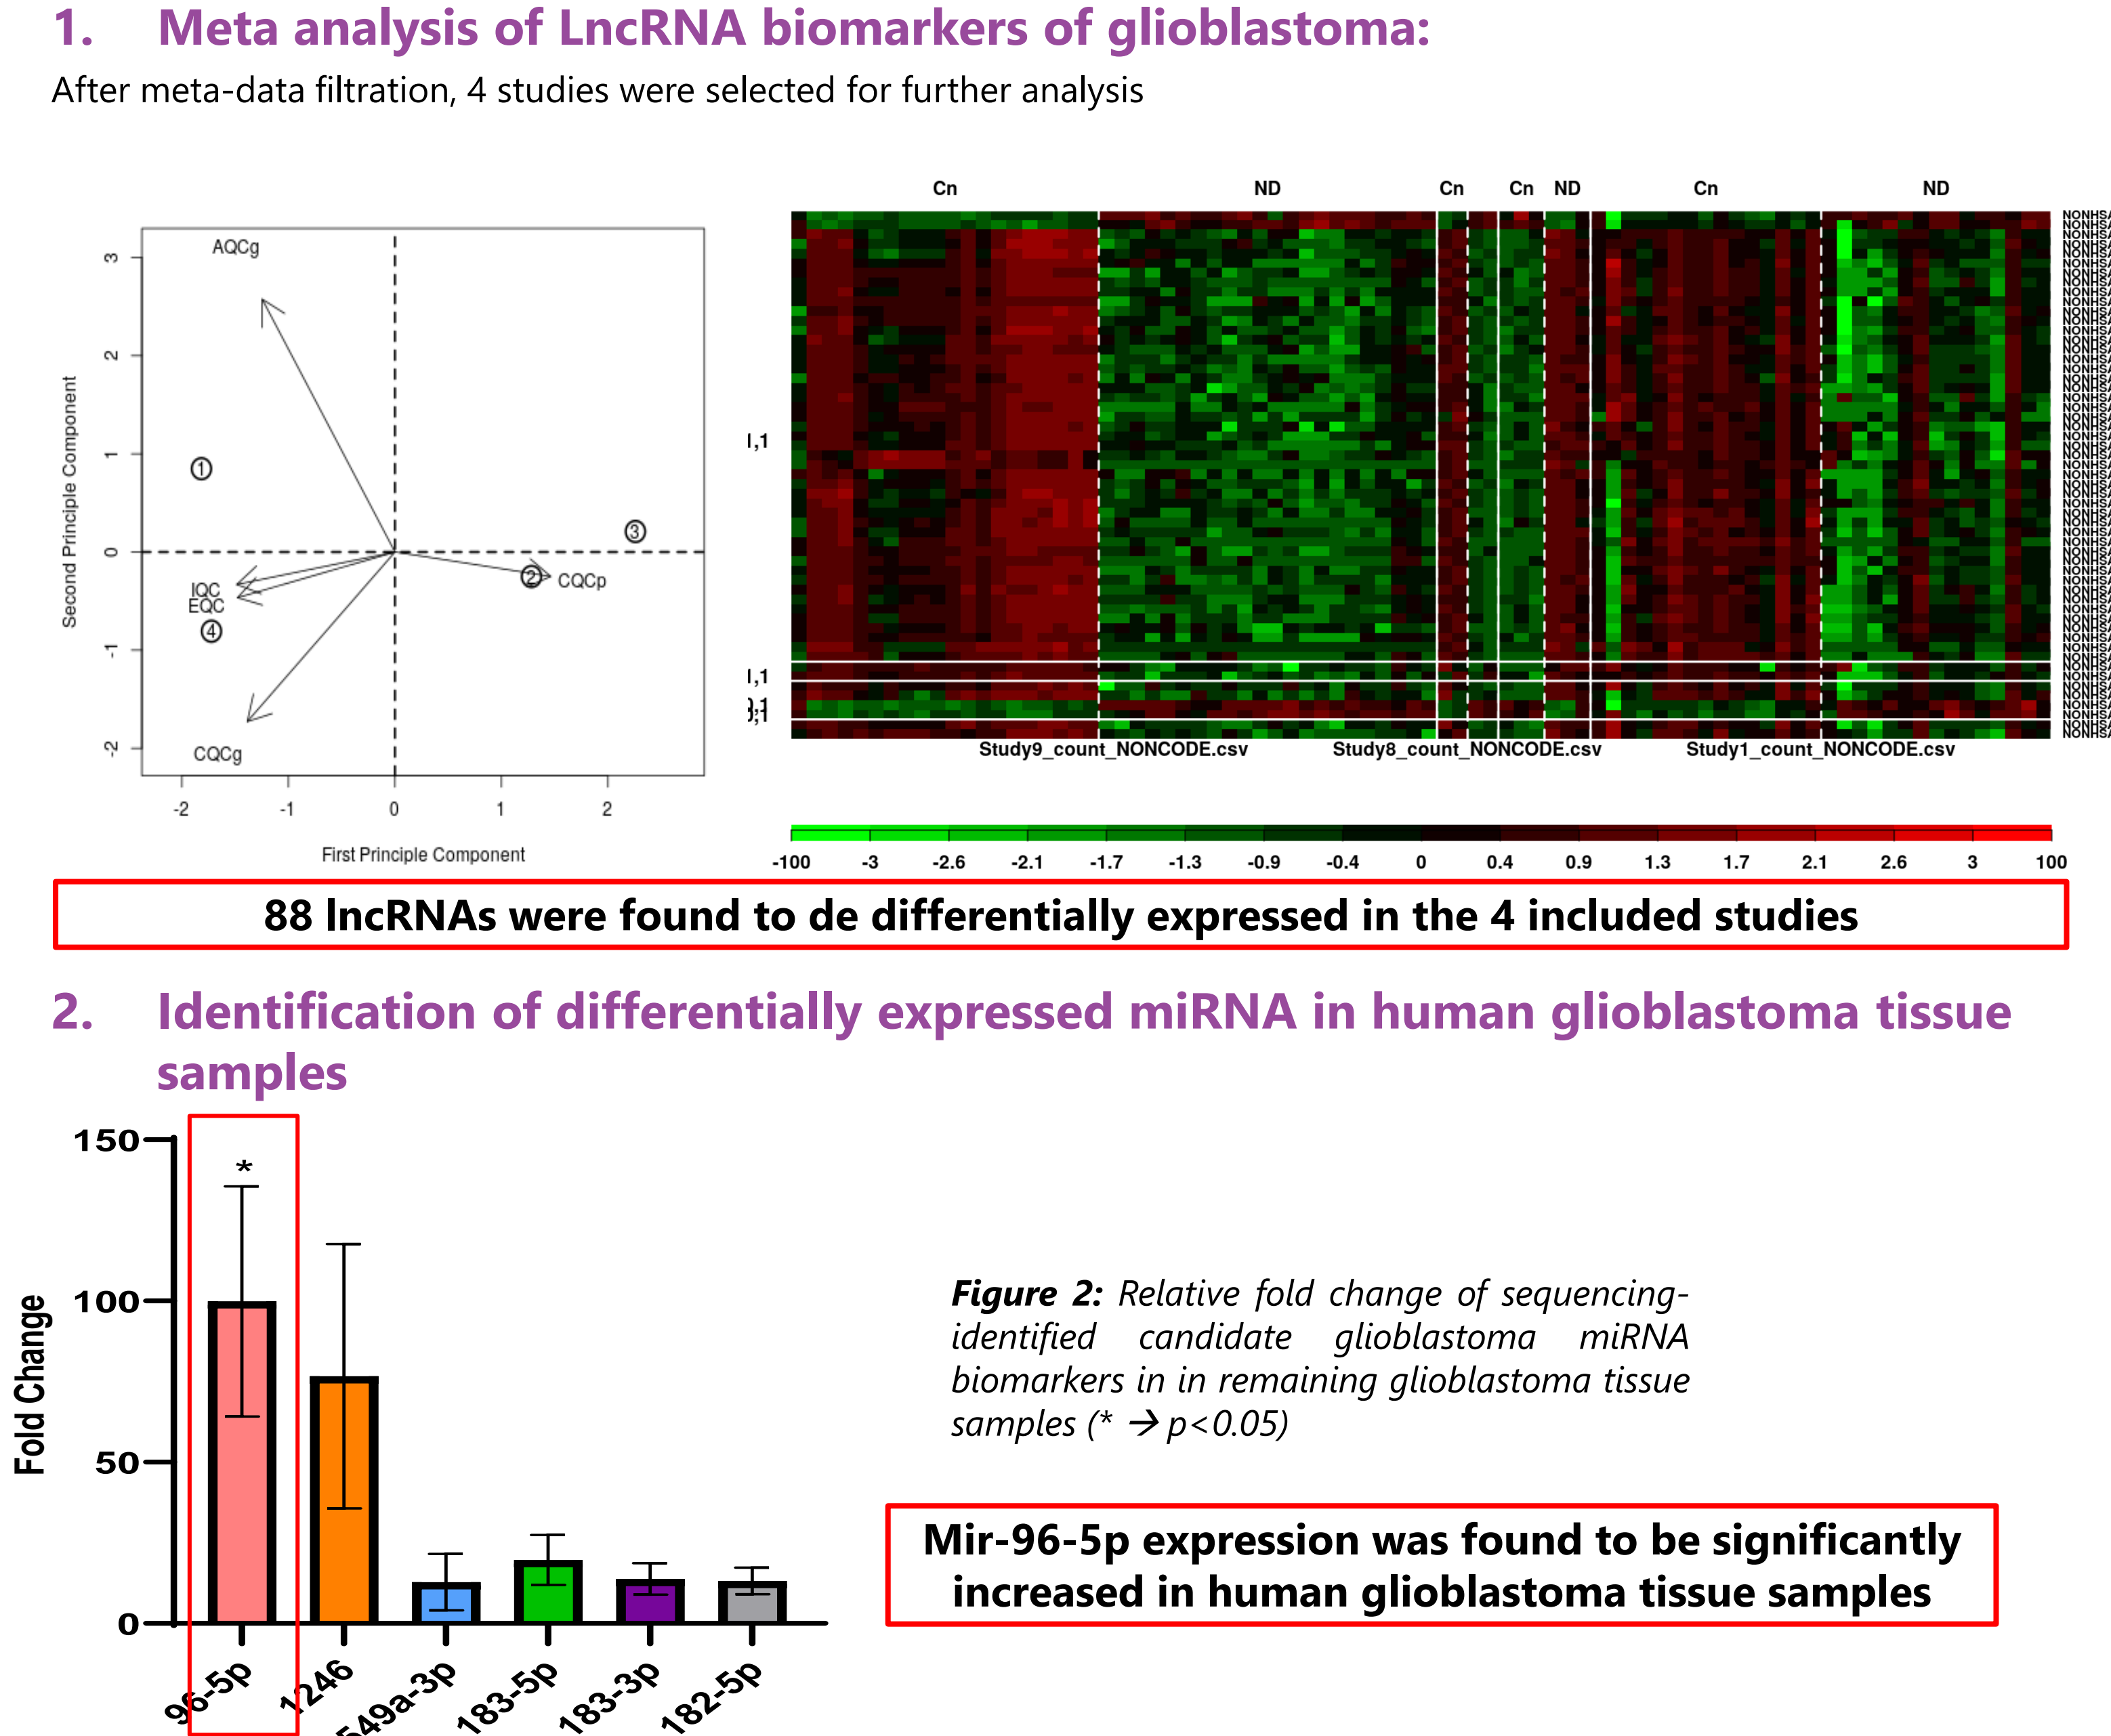 1. Meta analysis of LncRNA biomarkers of glioblastoma:
After meta-data filtration, 4 studies were selected for further analysis
Second Principle Component
3
2
1
0
-1
-2
AQCg
1
3
2
CQCp
IQC
EQC
4
CQCg
-2 -1 0 1 2
First Principle Component
Cn ND Cn Cn ND Cn ND
Study9_count_NONCODE.csv Study8_count_NONCODE.csv Study1_count_NONCODE.csv
-100 -3 -2.6 -2.1 -1.7 -1.3 -0.9 -0.4 0 0.4 0.9 1.3 1.7 2.1 2.6 3 100
88 lncRNAs were found to de differentially expressed in the 4 included studies
2. Identification of differentially expressed miRNA in human glioblastoma tissue
samples
Fold Change
150
100
50
0
*
96-5p 1246 549a-3p 183-5p 183-3p 182-5p
Figure 2: Relative fold change of sequencing-
identified candidate glioblastoma miRNA
biomarkers in in remaining glioblastoma tissue
samples (* → p<0.05)
Mir-96-5p expression was found to be significantly
increased in human glioblastoma tissue samples